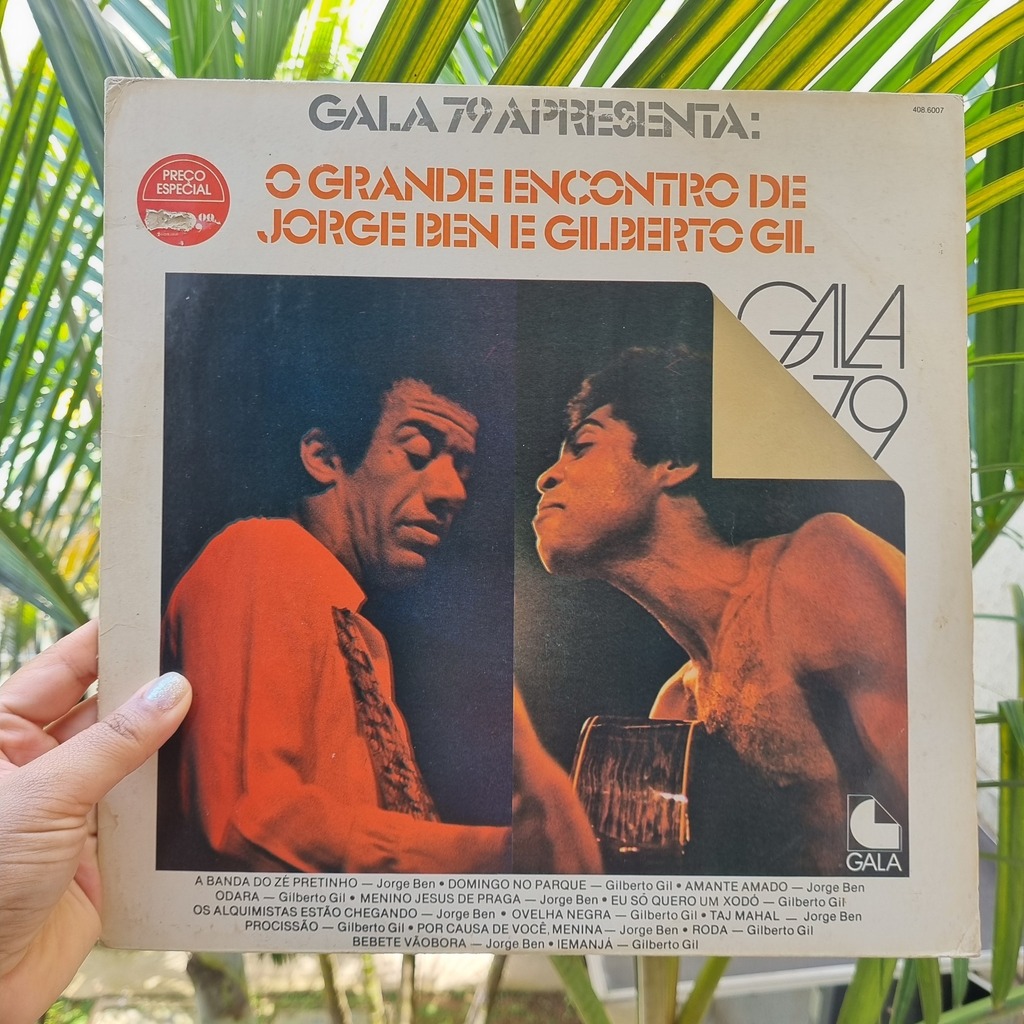 GALA 79 APRESENTA:
408.6007
PREÇO
ESPECIAL
O GRANDE ENCONTRO DE
JORGE BEN E GILBERTO GIL
GALA
79
GALA
A BANDA DO ZÉ PRETINHO — Jorge Ben • DOMINGO NO PARQUE — Gilberto Gil • AMANTE AMADO — Jorge Ben
ODARA — Gilberto Gil • MENINO JESUS DE PRAGA — Jorge Ben • EU SÓ QUERO UM XODÓ — Gilberto Gil
OS ALQUIMISTAS ESTÃO CHEGANDO — Jorge Ben • OVELHA NEGRA — Gilberto Gil • TAJ MAHAL — Jorge Ben
PROCISSÃO — Gilberto Gil • POR CAUSA DE VOCÊ, MENINA — Jorge Ben • RODA — Gilberto Gil
BEBETE VÃOBORA — Jorge Ben • IEMANJÁ — Gilberto Gil